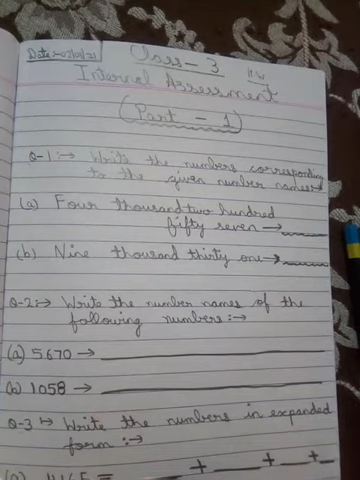 Class - 3
H.W
Internal Assessment
(Part - 1)
Q-1:→ Write the numbers corresponding
to the given number names→
(a) Four thousand two hundred
fifty seven →
(b) Nine thousand thirty one→
Q-2:→ Write the number names of the
following numbers:→
(a) 5670 →
(b) 1058 →
Q-3 → Write the numbers in expanded
form :→